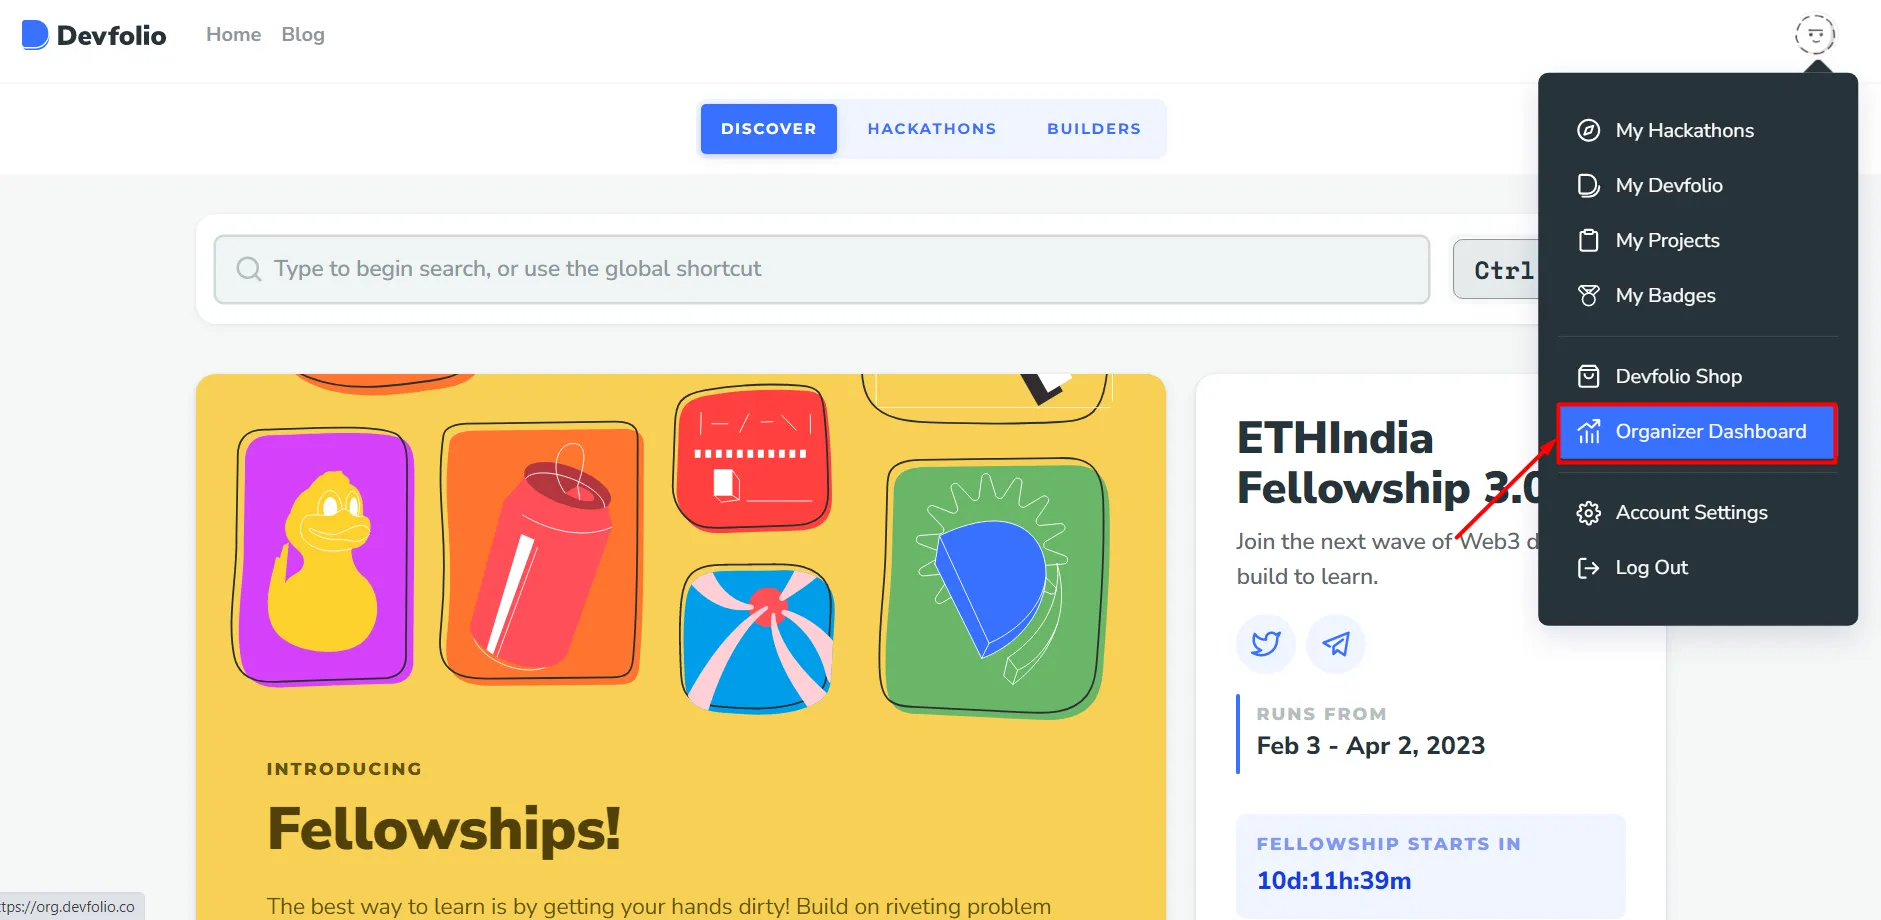 Devfolio
Home
Blog
DISCOVER
HACKATHONS
BUILDERS
Type to begin search, or use the global shortcut
Ctrl
My Hackathons
My Devfolio
My Projects
My Badges
Devfolio Shop
Organizer Dashboard
Account Settings
Log Out
INTRODUCING
Fellowships!
The best way to learn is by getting your hands dirty! Build on riveting problem
ETHIndia
Fellowship 3.0
Join the next wave of Web3 d
build to learn.
RUNS FROM
Feb 3 - Apr 2, 2023
FELLOWSHIP STARTS IN
10d:11h:39m
tps://org.devfolio.co